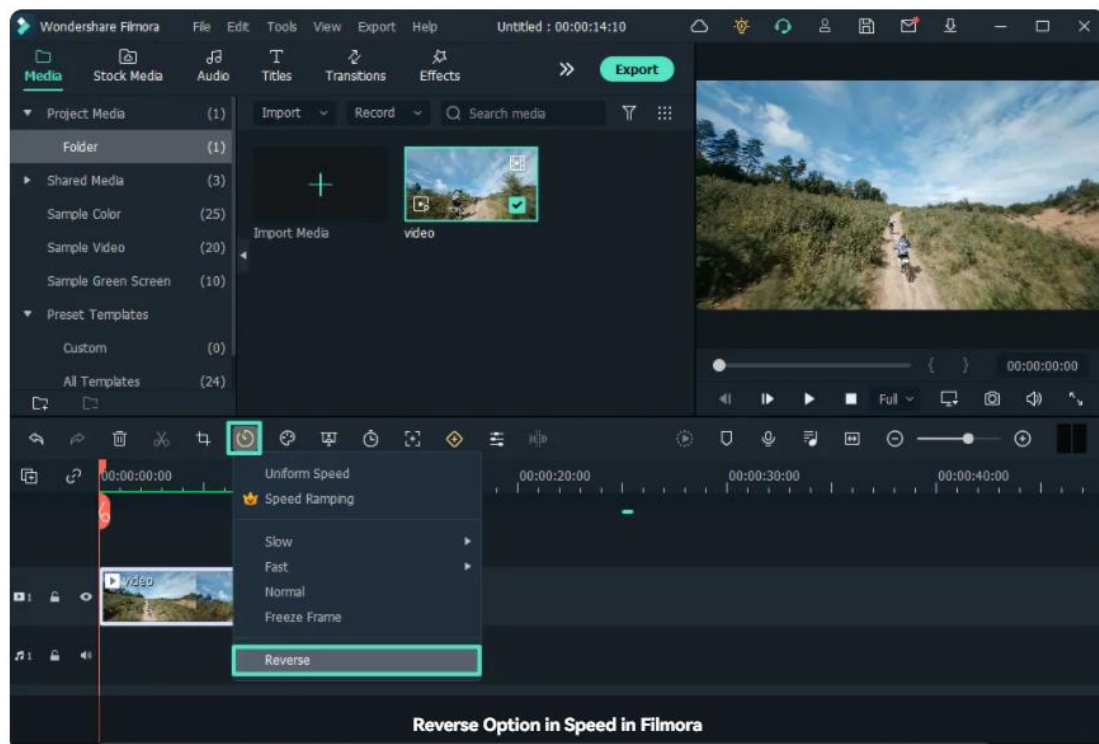 Wondershare Filmora File Edit Tools View Export Help Untitled : 00:00:14:10
Media Stock Media Audio Titles Transitions Effects Export
Project Media (1) Import Record Search media
Folder (1)
Shared Media (3)
Sample Color (25)
Import Media video
Sample Video (20)
Sample Green Screen (10)
Preset Templates
Custom (0)
00:00:00:00
All Templates (24)
Full
00:00:00:00 00:00:20:00 00:00:30:00 00:00:40:00
Uniform Speed
Speed Ramping
Slow
Fast
video
1
Normal
Freeze Frame
1
Reverse
Reverse Option in Speed in Filmora